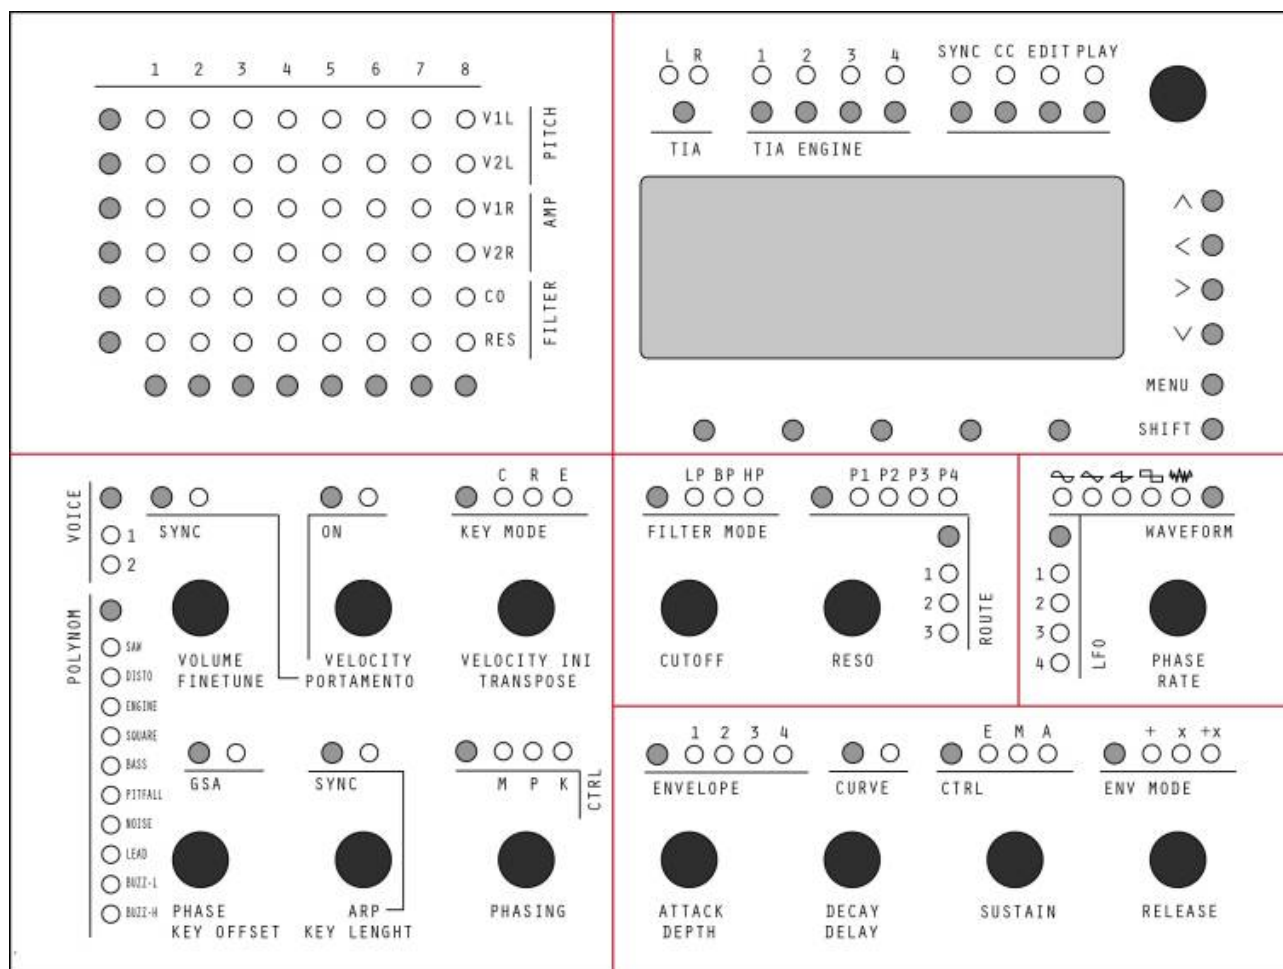 1 2 3 4 5 6 7 8
V1L
V2L
PITCH
V1R
V2R
AMP
CO
RES
FILTER
L R
TIA
1 2 3 4
TIA ENGINE
SYNC CC EDIT PLAY
MENU
SHIFT
VOICE
1
2
SYNC
ON
C R E
KEY MODE
VOLUME
FINETUNE
VELOCITY
PORTAMENTO
VELOCITY INI
TRANSPOSE
POLYNOM
SAW
DISTO
ENGINE
SQUARE
BASS
PITFALL
NOISE
LEAD
BUZZ-L
BUZZ-H
GSA
SYNC
M P K
CTRL
PHASE
KEY OFFSET
ARP
KEY LENGHT
PHASING
LP BP HP
FILTER MODE
P1 P2 P3 P4
1
2
3
ROUTE
CUTOFF
RESO
WAVEFORM
1
2
3
4
LFO
PHASE
RATE
1 2 3 4
ENVELOPE
CURVE
E M A
CTRL
+ x +x
ENV MODE
ATTACK
DEPTH
DECAY
DELAY
SUSTAIN
RELEASE